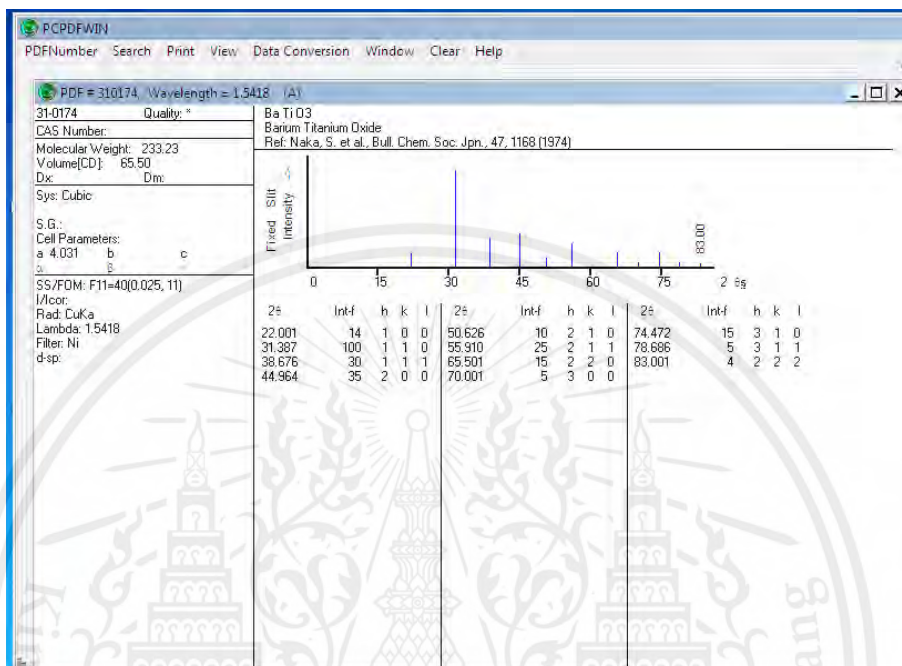 PCPDFWIN
PDFNumber Search Print View Data Conversion Window Clear Help
PDF # 310174, Wavelength = 1.5418 (A)
31-0174 Quality: *
CAS Number:
Molecular Weight: 233.23
Volume[CD]: 65.50
Dx: Dm:
Sys: Cubic
S.G.:
Cell Parameters:
a 4.031 b c
α β
SS/FOM: F11=40(0.025, 11)
I/Icor:
Rad: CuKa
Lambda: 1.5418
Filter: Ni
d-sp:
Ba Ti O3
Barium Titanium Oxide
Ref: Naka, S. et al., Bull. Chem. Soc. Jpn., 47, 1168 (1974)
Fixed Slit
Intensity ->
83.00
0 15 30 45 60 75 2 θ°
2θ Int-f h k l 2θ Int-f h k l 2θ Int-f h k l
22.001 14 1 0 0 50.626 10 2 1 0 74.472 15 3 1 0
31.387 100 1 1 0 55.910 25 2 1 1 78.686 5 3 1 1
38.676 30 1 1 1 65.501 15 2 2 0 83.001 4 2 2 2
44.964 35 2 0 0 70.001 5 3 0 0